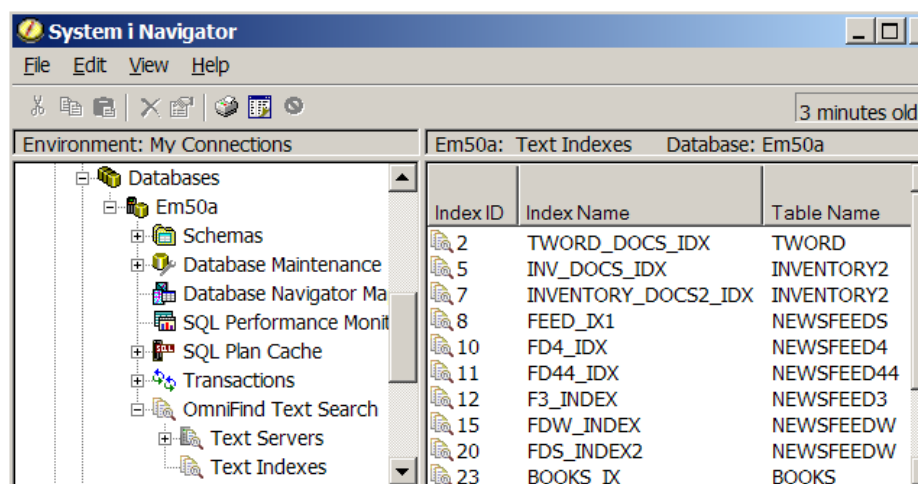 System i Navigator
File Edit View Help
3 minutes old
Environment: My Connections
Em50a: Text Indexes Database: Em50a
Databases
Em50a
Schemas
Database Maintenance
Database Navigator Ma
SQL Performance Monit
SQL Plan Cache
Transactions
OmniFind Text Search
Text Servers
Text Indexes
Index ID Index Name Table Name
2 TWORD_DOCS_IDX TWORD
5 INV_DOCS_IDX INVENTORY2
7 INVENTORY_DOCS2_IDX INVENTORY2
8 FEED_IX1 NEWSFEEDS
10 FD4_IDX NEWSFEED4
11 FD44_IDX NEWSFEED44
12 F3_INDEX NEWSFEED3
15 FDW_INDEX NEWSFEEDW
20 FDS_INDEX2 NEWSFEEDW
23 BOOKS_IX BOOKS